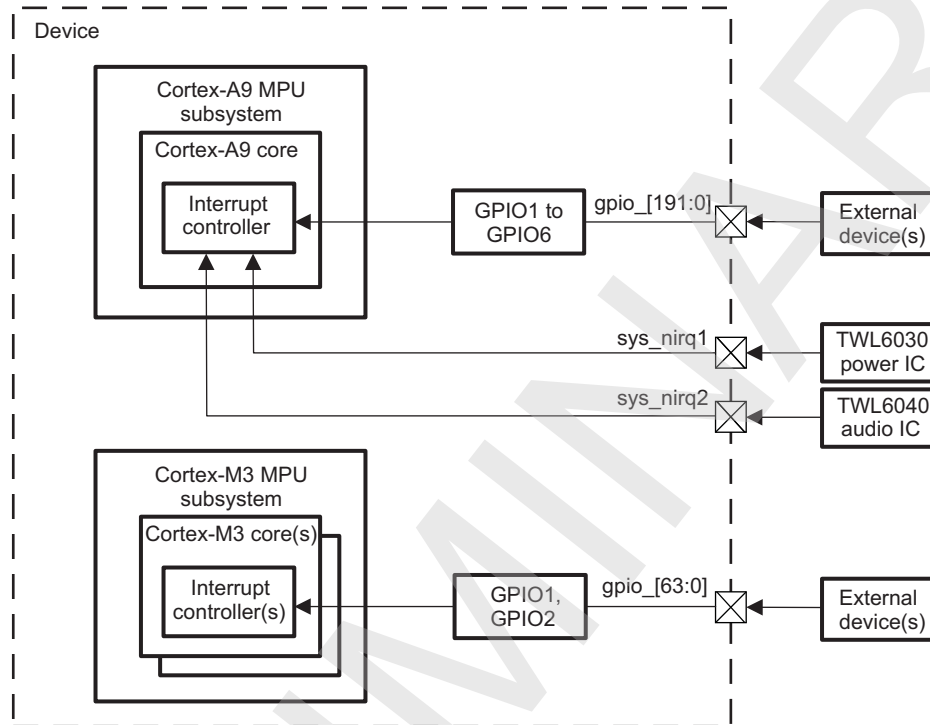 Device
Cortex-A9 MPU
subsystem
Cortex-A9 core
Interrupt
controller
GPIO1 to
GPIO6
gpio_[191:0]
External
device(s)
sys_nirq1
TWL6030
power IC
sys_nirq2
TWL6040
audio IC
Cortex-M3 MPU
subsystem
Cortex-M3 core(s)
Interrupt
controller(s)
GPIO1,
GPIO2
gpio_[63:0]
External
device(s)
MINAR